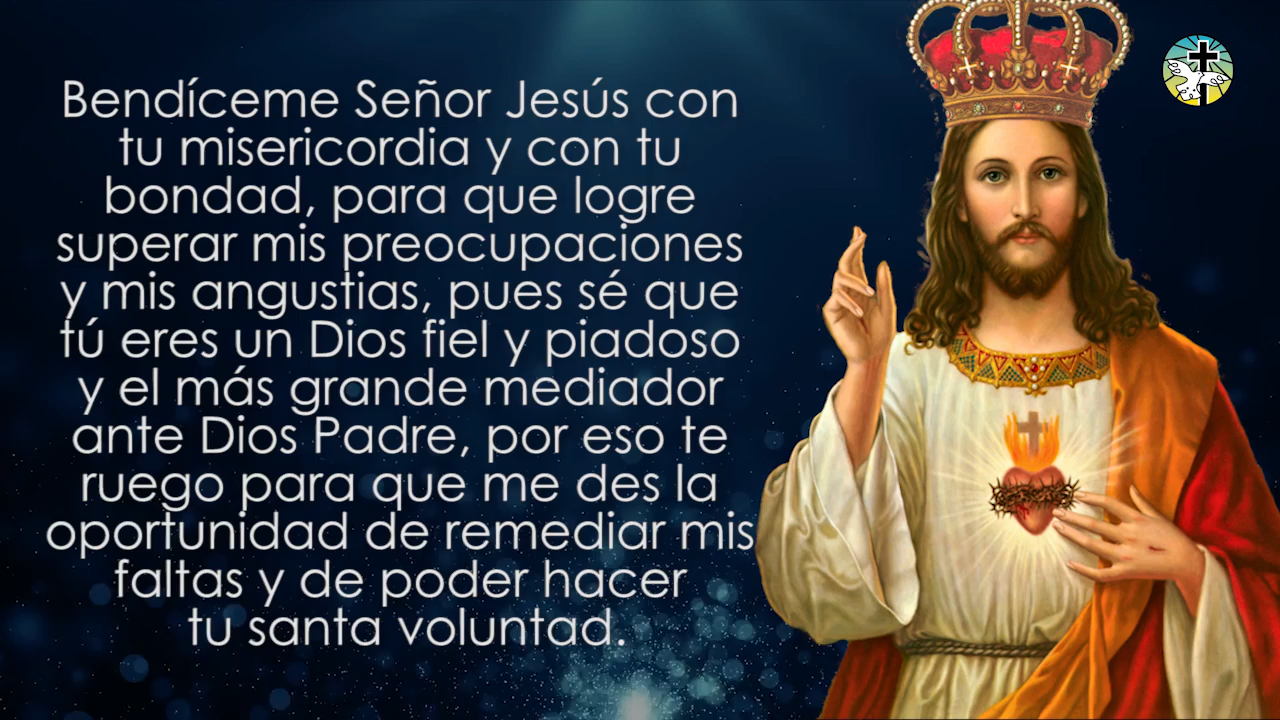 Bendíceme Señor Jesús con
tu misericordia y con tu
bondad, para que logre
superar mis preocupaciones
y mis angustias, pues sé que
tú eres un Dios fiel y piadoso
y el más grande mediador
ante Dios Padre, por eso te
ruego para que me des la
oportunidad de remediar mis
faltas y de poder hacer
tu santa voluntad.